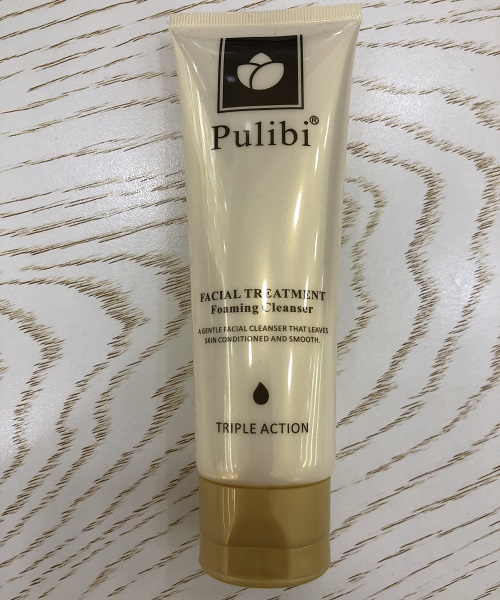 Pulibi®
FACIAL TREATMENT
Foaming Cleanser
A GENTLE FACIAL CLEANSER THAT LEAVES
SKIN CONDITIONED AND SMOOTH.
TRIPLE ACTION